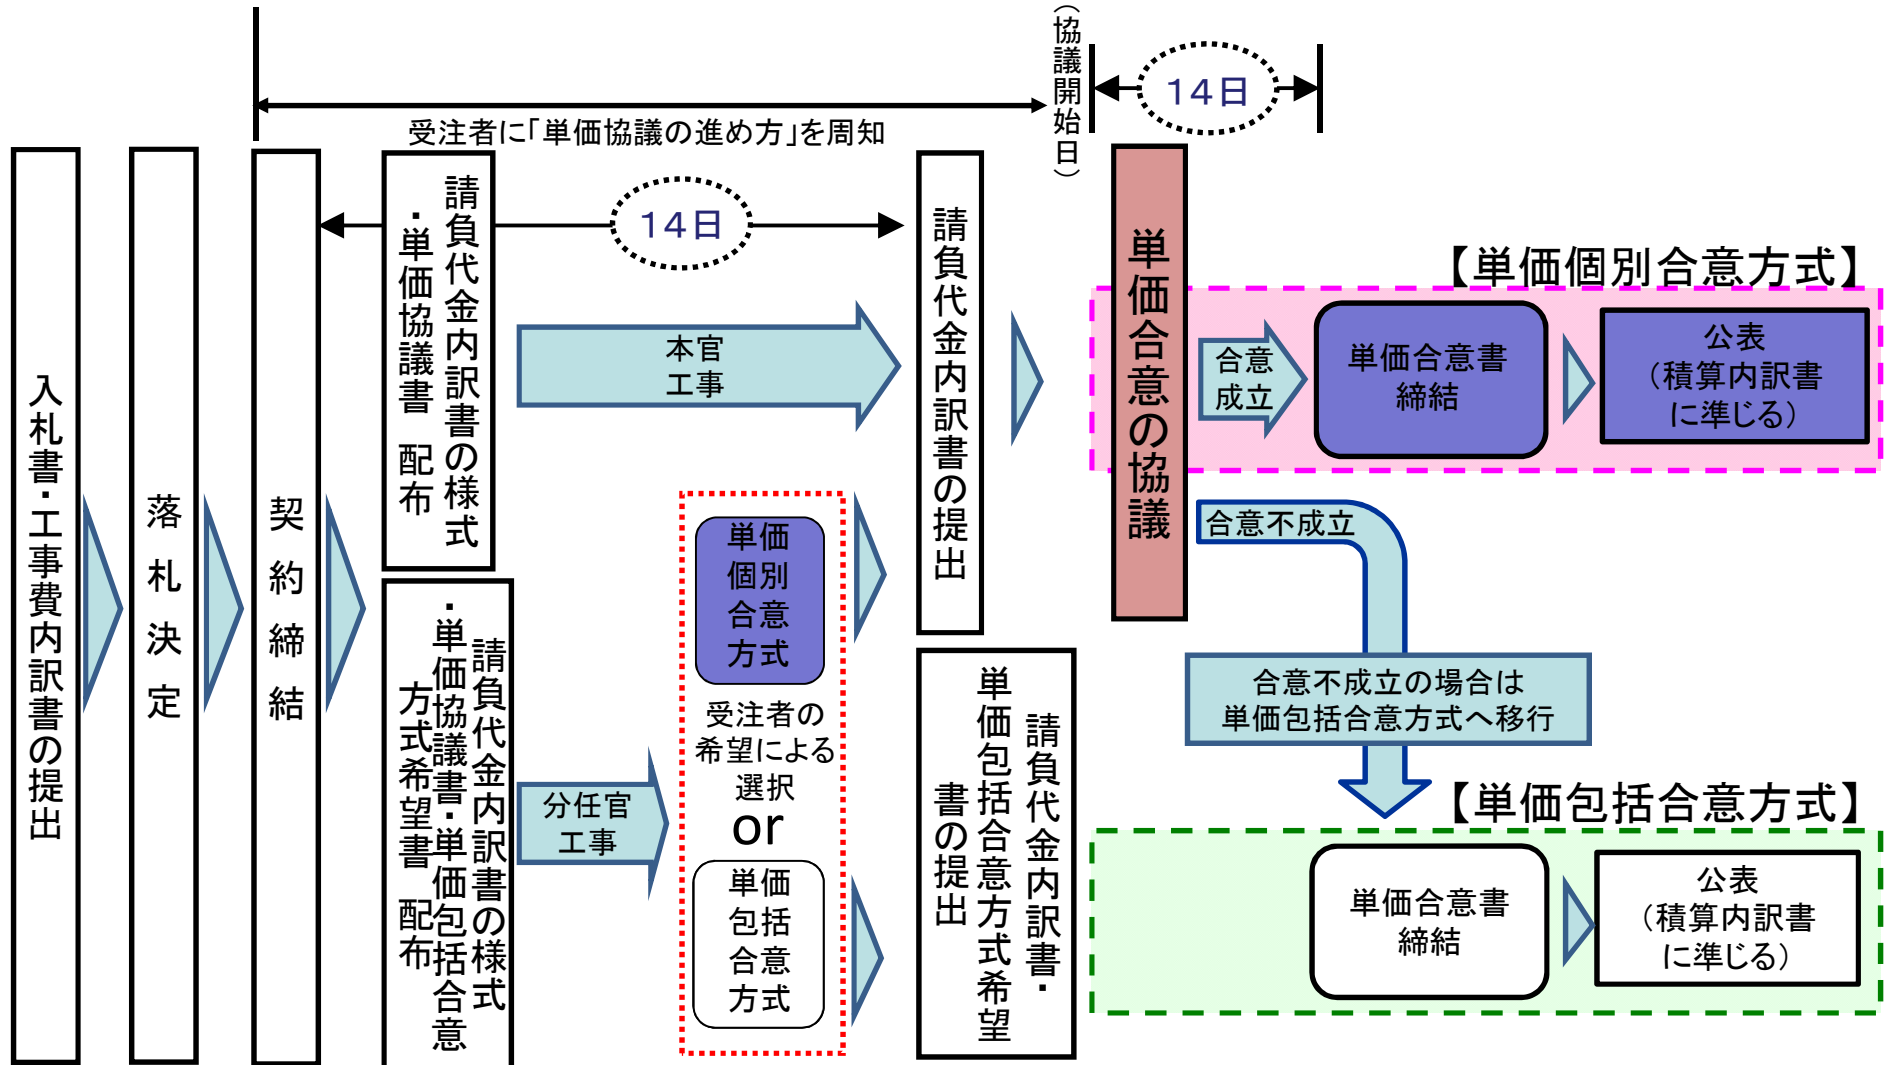 (協議開始日)
14日
受注者に「単価協議の進め方」を周知
入札書・工事費内訳書の提出
落札決定
契約締結
請負代金内訳書の様式
・単価協議書 配布
14日
本官
工事
請負代金内訳書の様式
・単価協議書・単価包括合意
方式希望書 配布
分任官
工事
単価
個別
合意
方式
受注者の
希望による
選択
or
単価
包括
合意
方式
請負代金内訳書の提出
請負代金内訳書・
単価包括合意方式希望
書の提出
単価合意の協議
【単価個別合意方式】
合意
成立
単価合意書
締結
公表
(積算内訳書
に準じる)
合意不成立
合意不成立の場合は
単価包括合意方式へ移行
【単価包括合意方式】
単価合意書
締結
公表
(積算内訳書
に準じる)